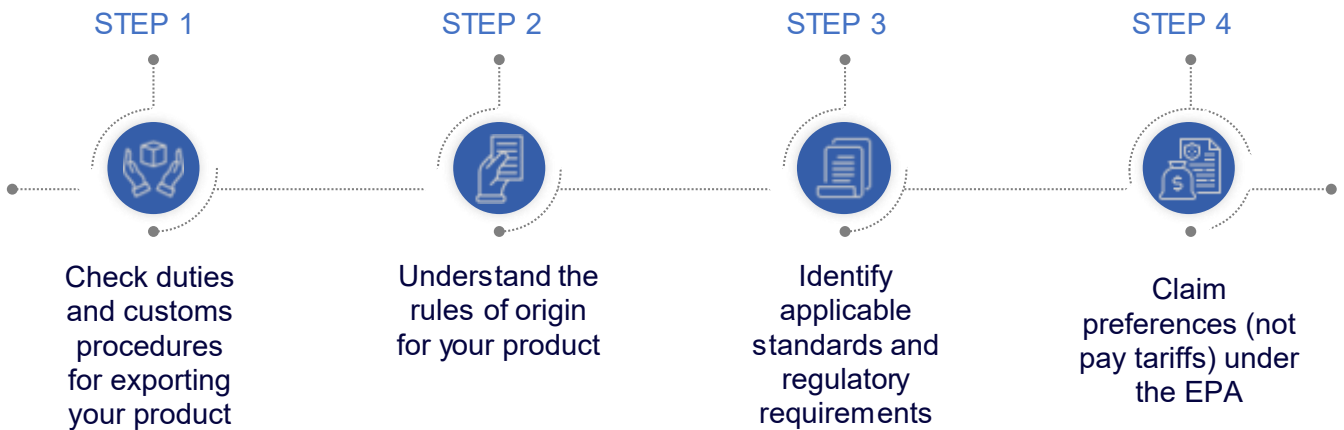 STEP 1
Check duties
and customs
procedures
for exporting
your product
STEP 2
Understand the
rules of origin
for your product
STEP 3
Identify
applicable
standards and
regulatory
requirements
STEP 4
$
Claim
preferences (not
pay tariffs) under
the EPA